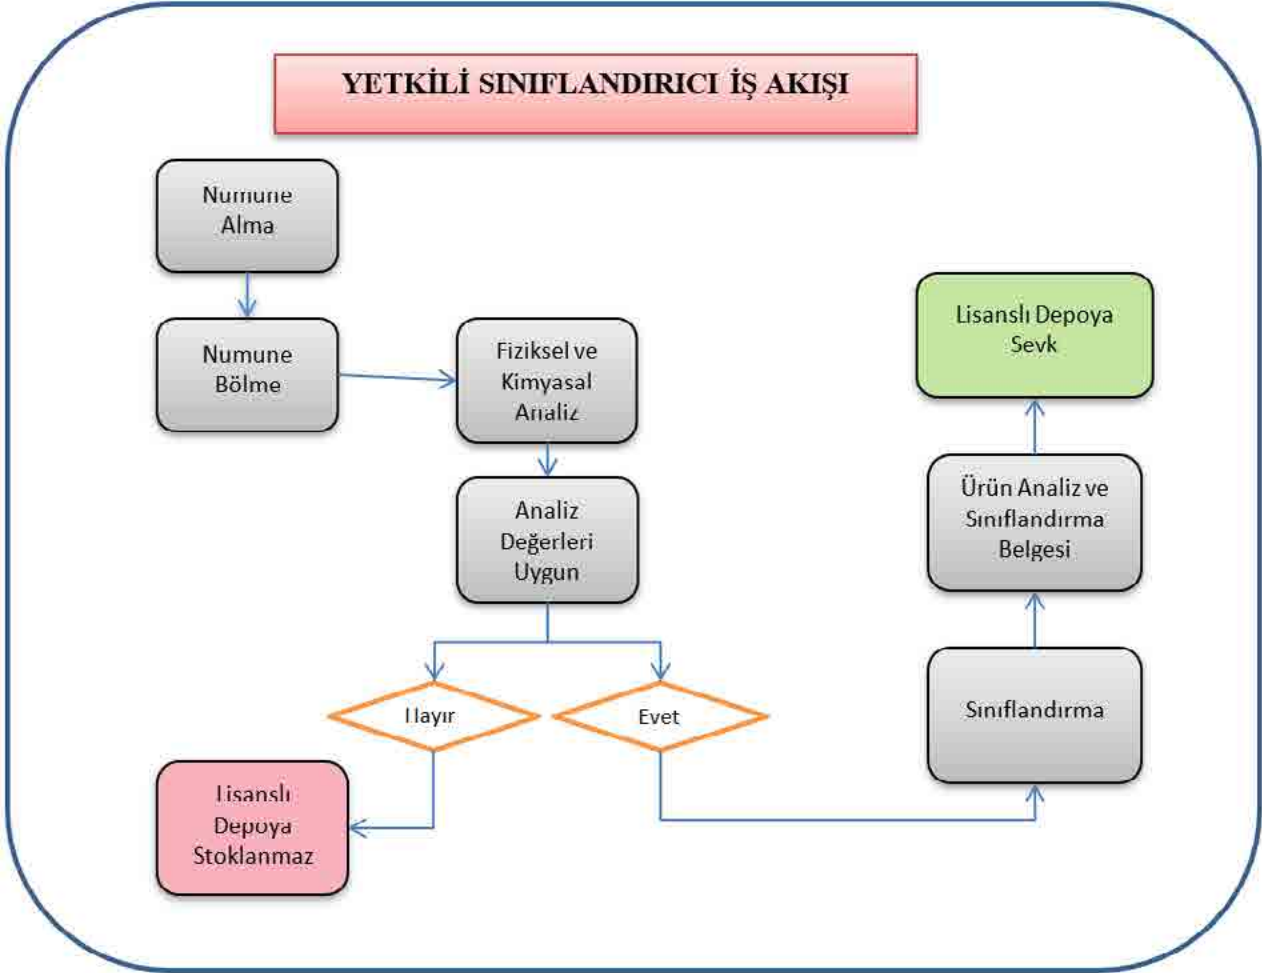 YETKİLİ SINIFLANDIRICI İŞ AKIŞI
Numune
Alma
Numune
Bölme
Fiziksel ve
Kimyasal
Analiz
Analiz
Değerleri
Uygun
Hayır
Evet
Lisanslı
Depoya
Stoklanmaz
Sınıflandırma
Ürün Analiz ve
Sınıflandırma
Belgesi
Lisanslı Depoya
Sevk